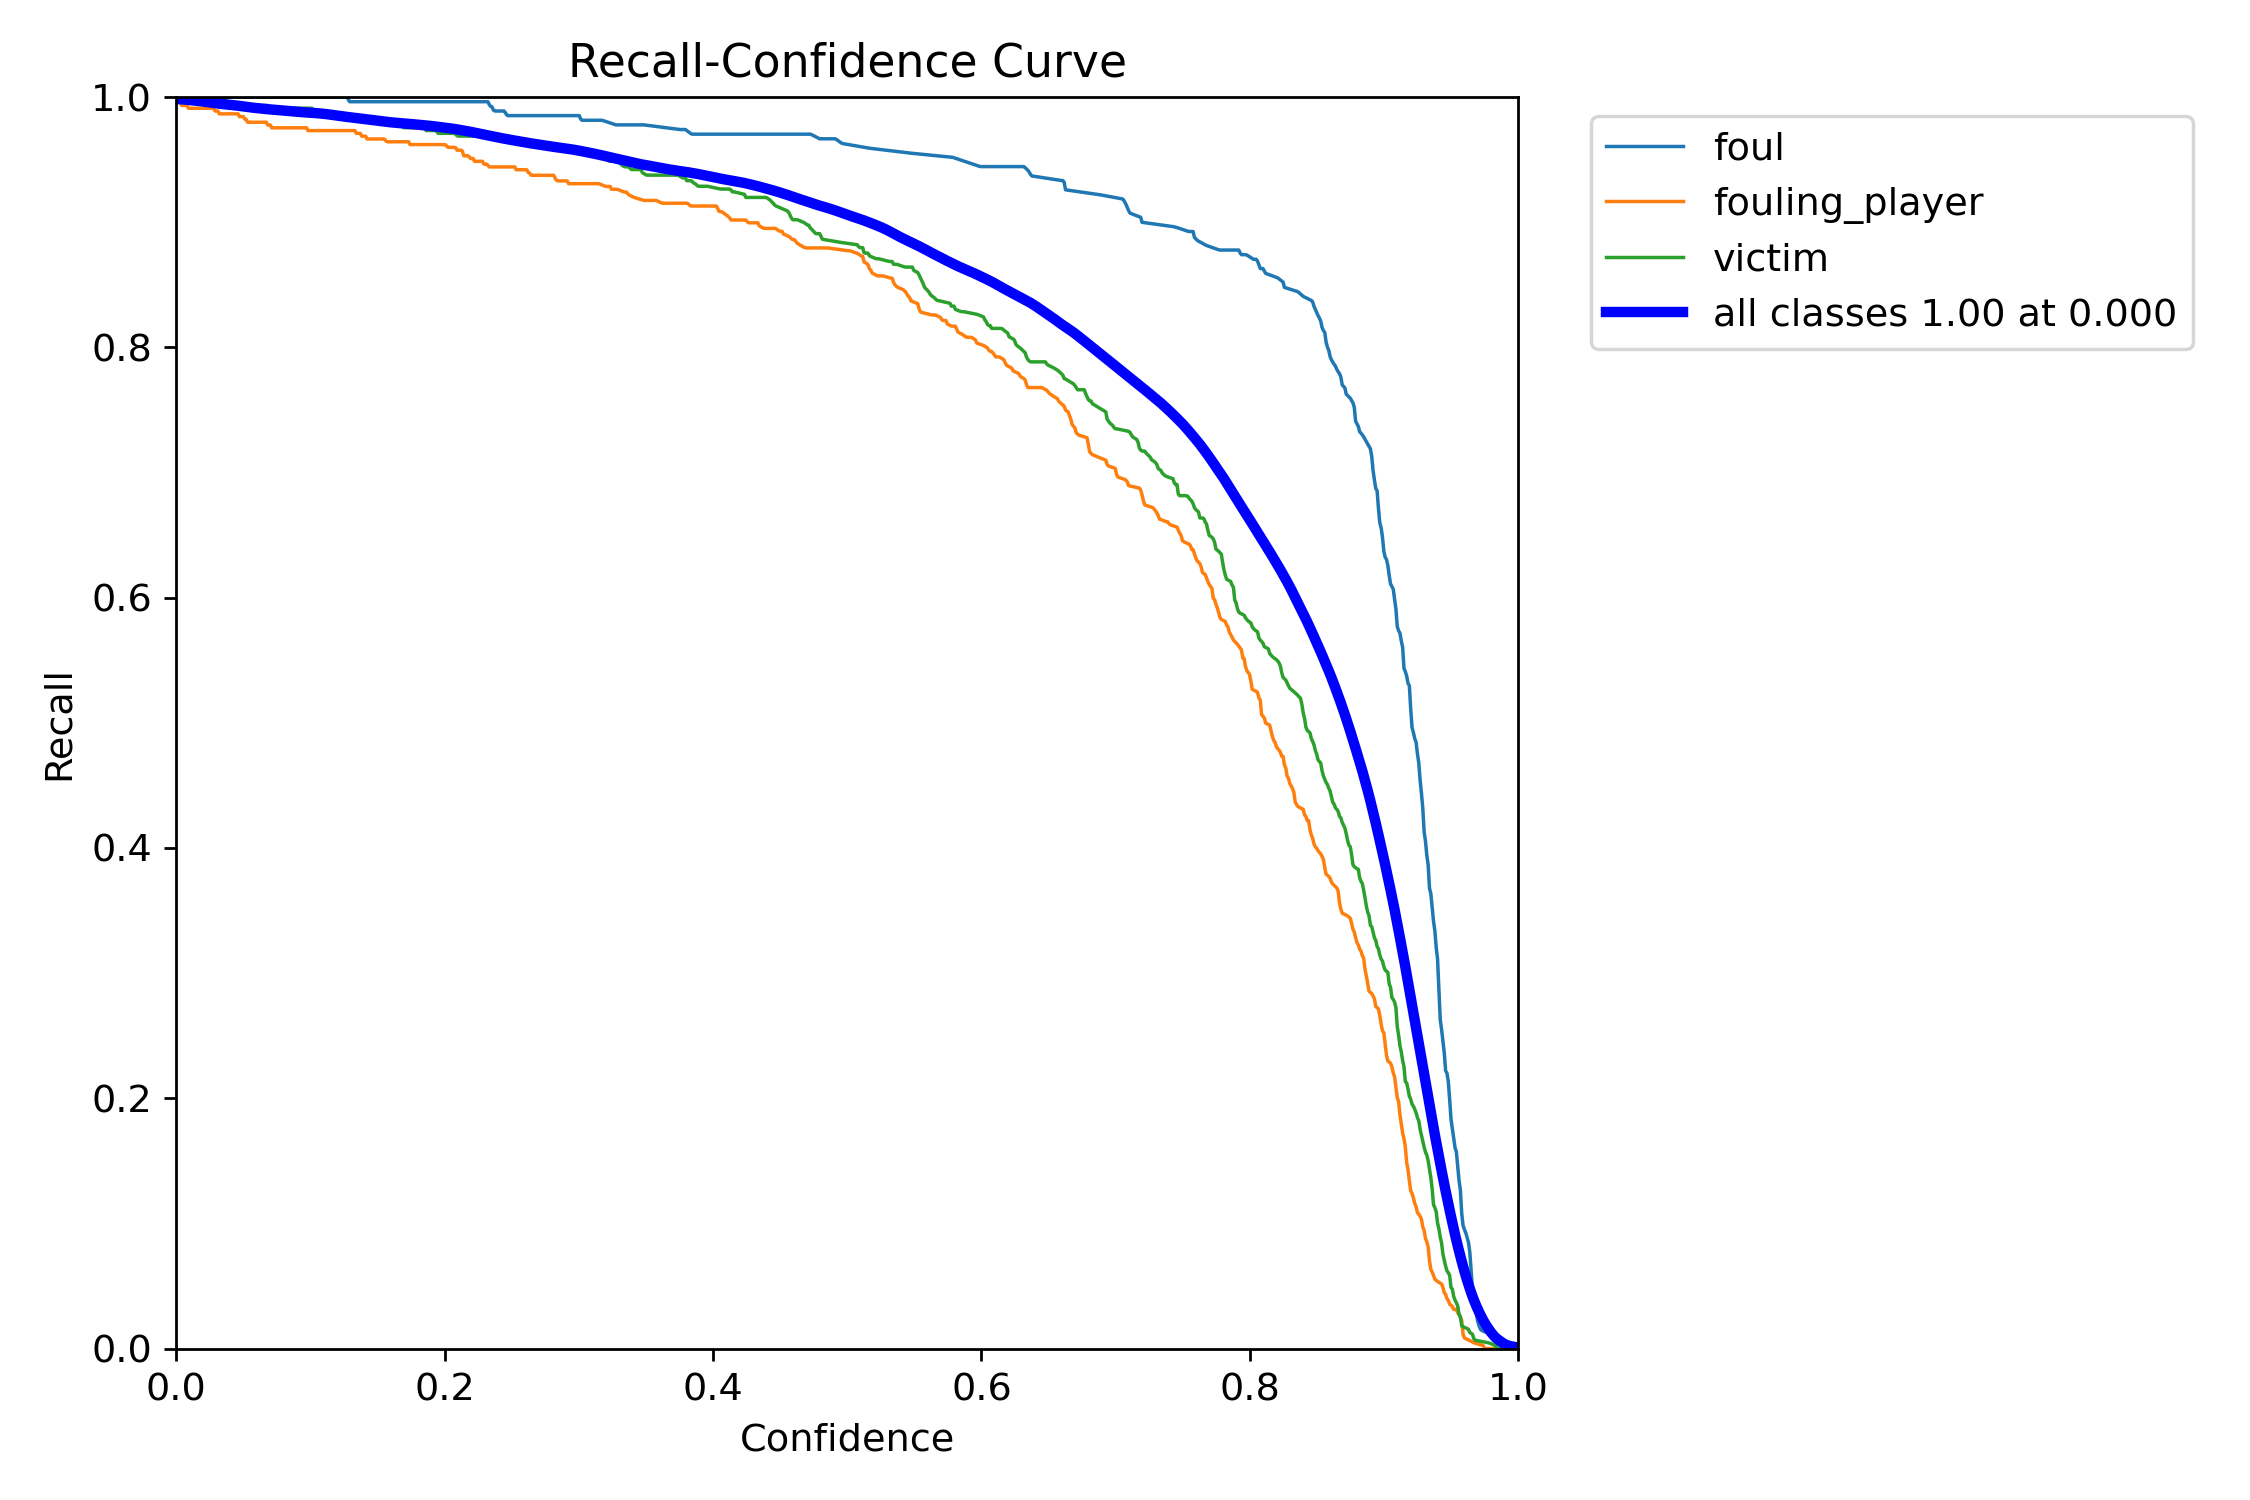 Recall-Confidence Curve
1.0
0.8
0.6
0.4
0.2
0.0
Recall
0.0 0.2 0.4 0.6 0.8 1.0
Confidence
foul
fouling_player
victim
all classes 1.00 at 0.000